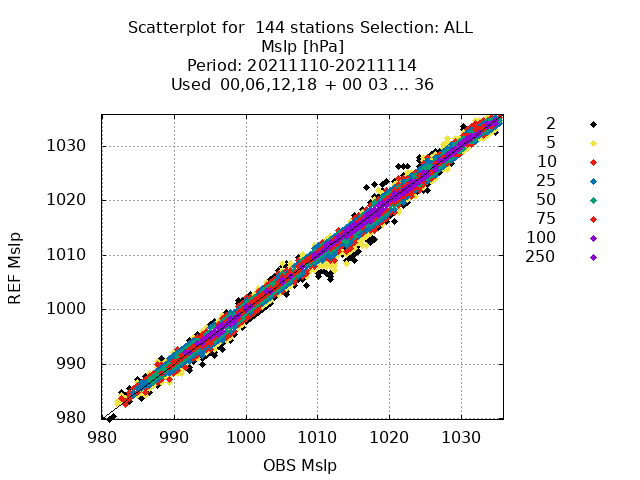 Scatterplot for  144 stations Selection: ALL
Mslp [hPa]
Period: 20211110-20211114
Used  00,06,12,18 + 00 03 ... 36
2
5
10
25
50
75
100
250
1030
1020
1010
1000
990
980
REF Mslp
980 990 1000 1010 1020 1030
OBS Mslp